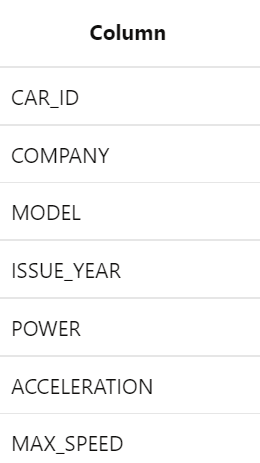 Column
CAR_ID
COMPANY
MODEL
ISSUE_YEAR
POWER
ACCELERATION
MAX_SPEED